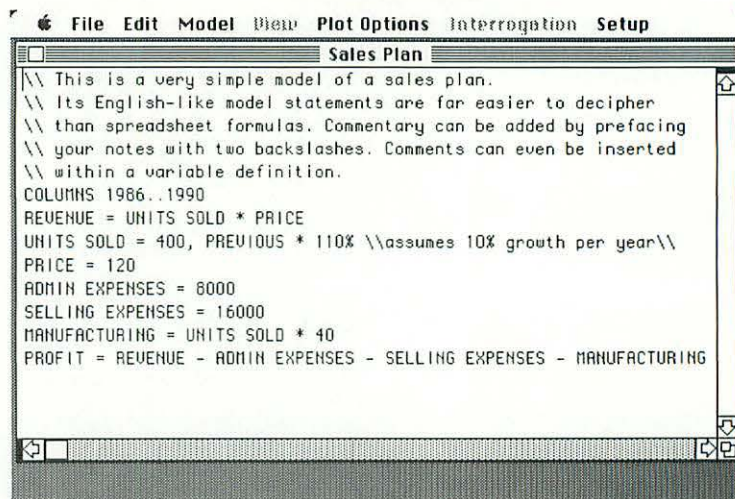 File Edit Model View Plot Options Interrogation Setup
Sales Plan
\\ This is a very simple model of a sales plan.
\\ Its English-like model statements are far easier to decipher
\\ than spreadsheet formulas. Commentary can be added by prefacing
\\ your notes with two backslashes. Comments can even be inserted
\\ within a variable definition.
COLUMNS 1986..1990
REVENUE = UNITS SOLD * PRICE
UNITS SOLD = 400, PREVIOUS * 110% \\assumes 10% growth per year\\
PRICE = 120
ADMIN EXPENSES = 8000
SELLING EXPENSES = 16000
MANUFACTURING = UNITS SOLD * 40
PROFIT = REVENUE - ADMIN EXPENSES - SELLING EXPENSES - MANUFACTURING